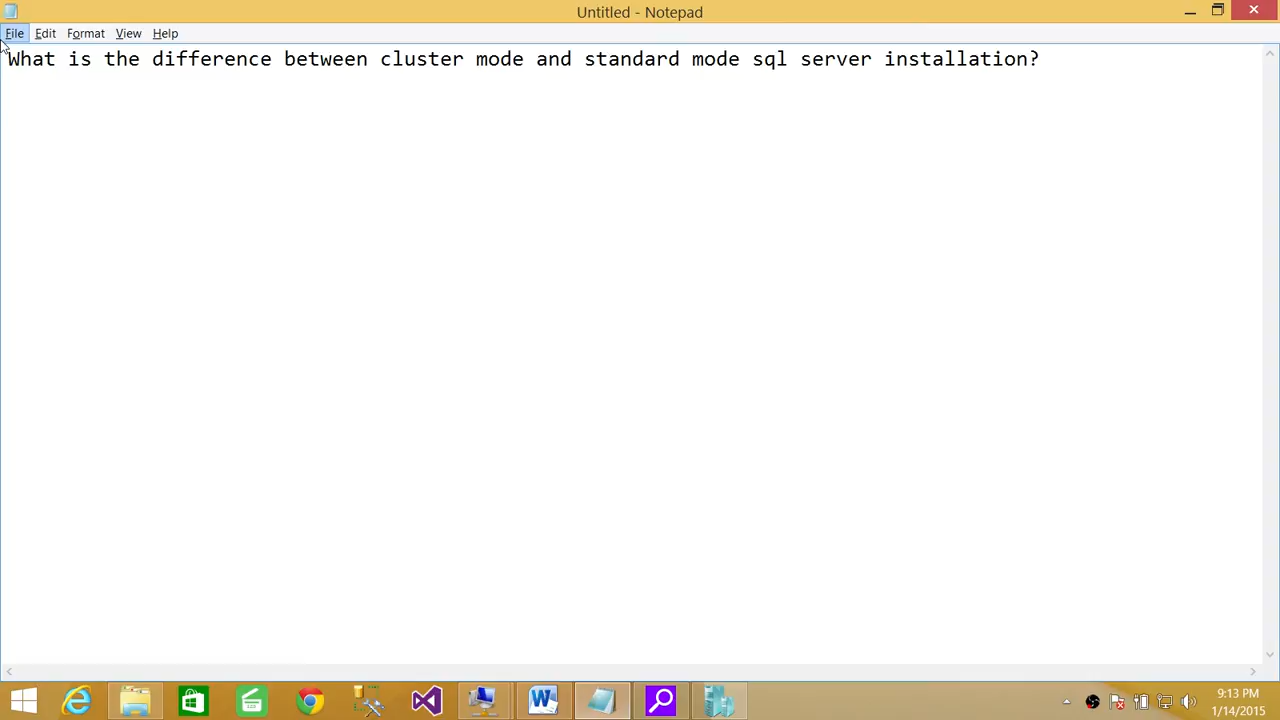 Untitled - Notepad
File Edit Format View Help
What is the difference between cluster mode and standard mode sql server installation?
9:13 PM
1/14/2015